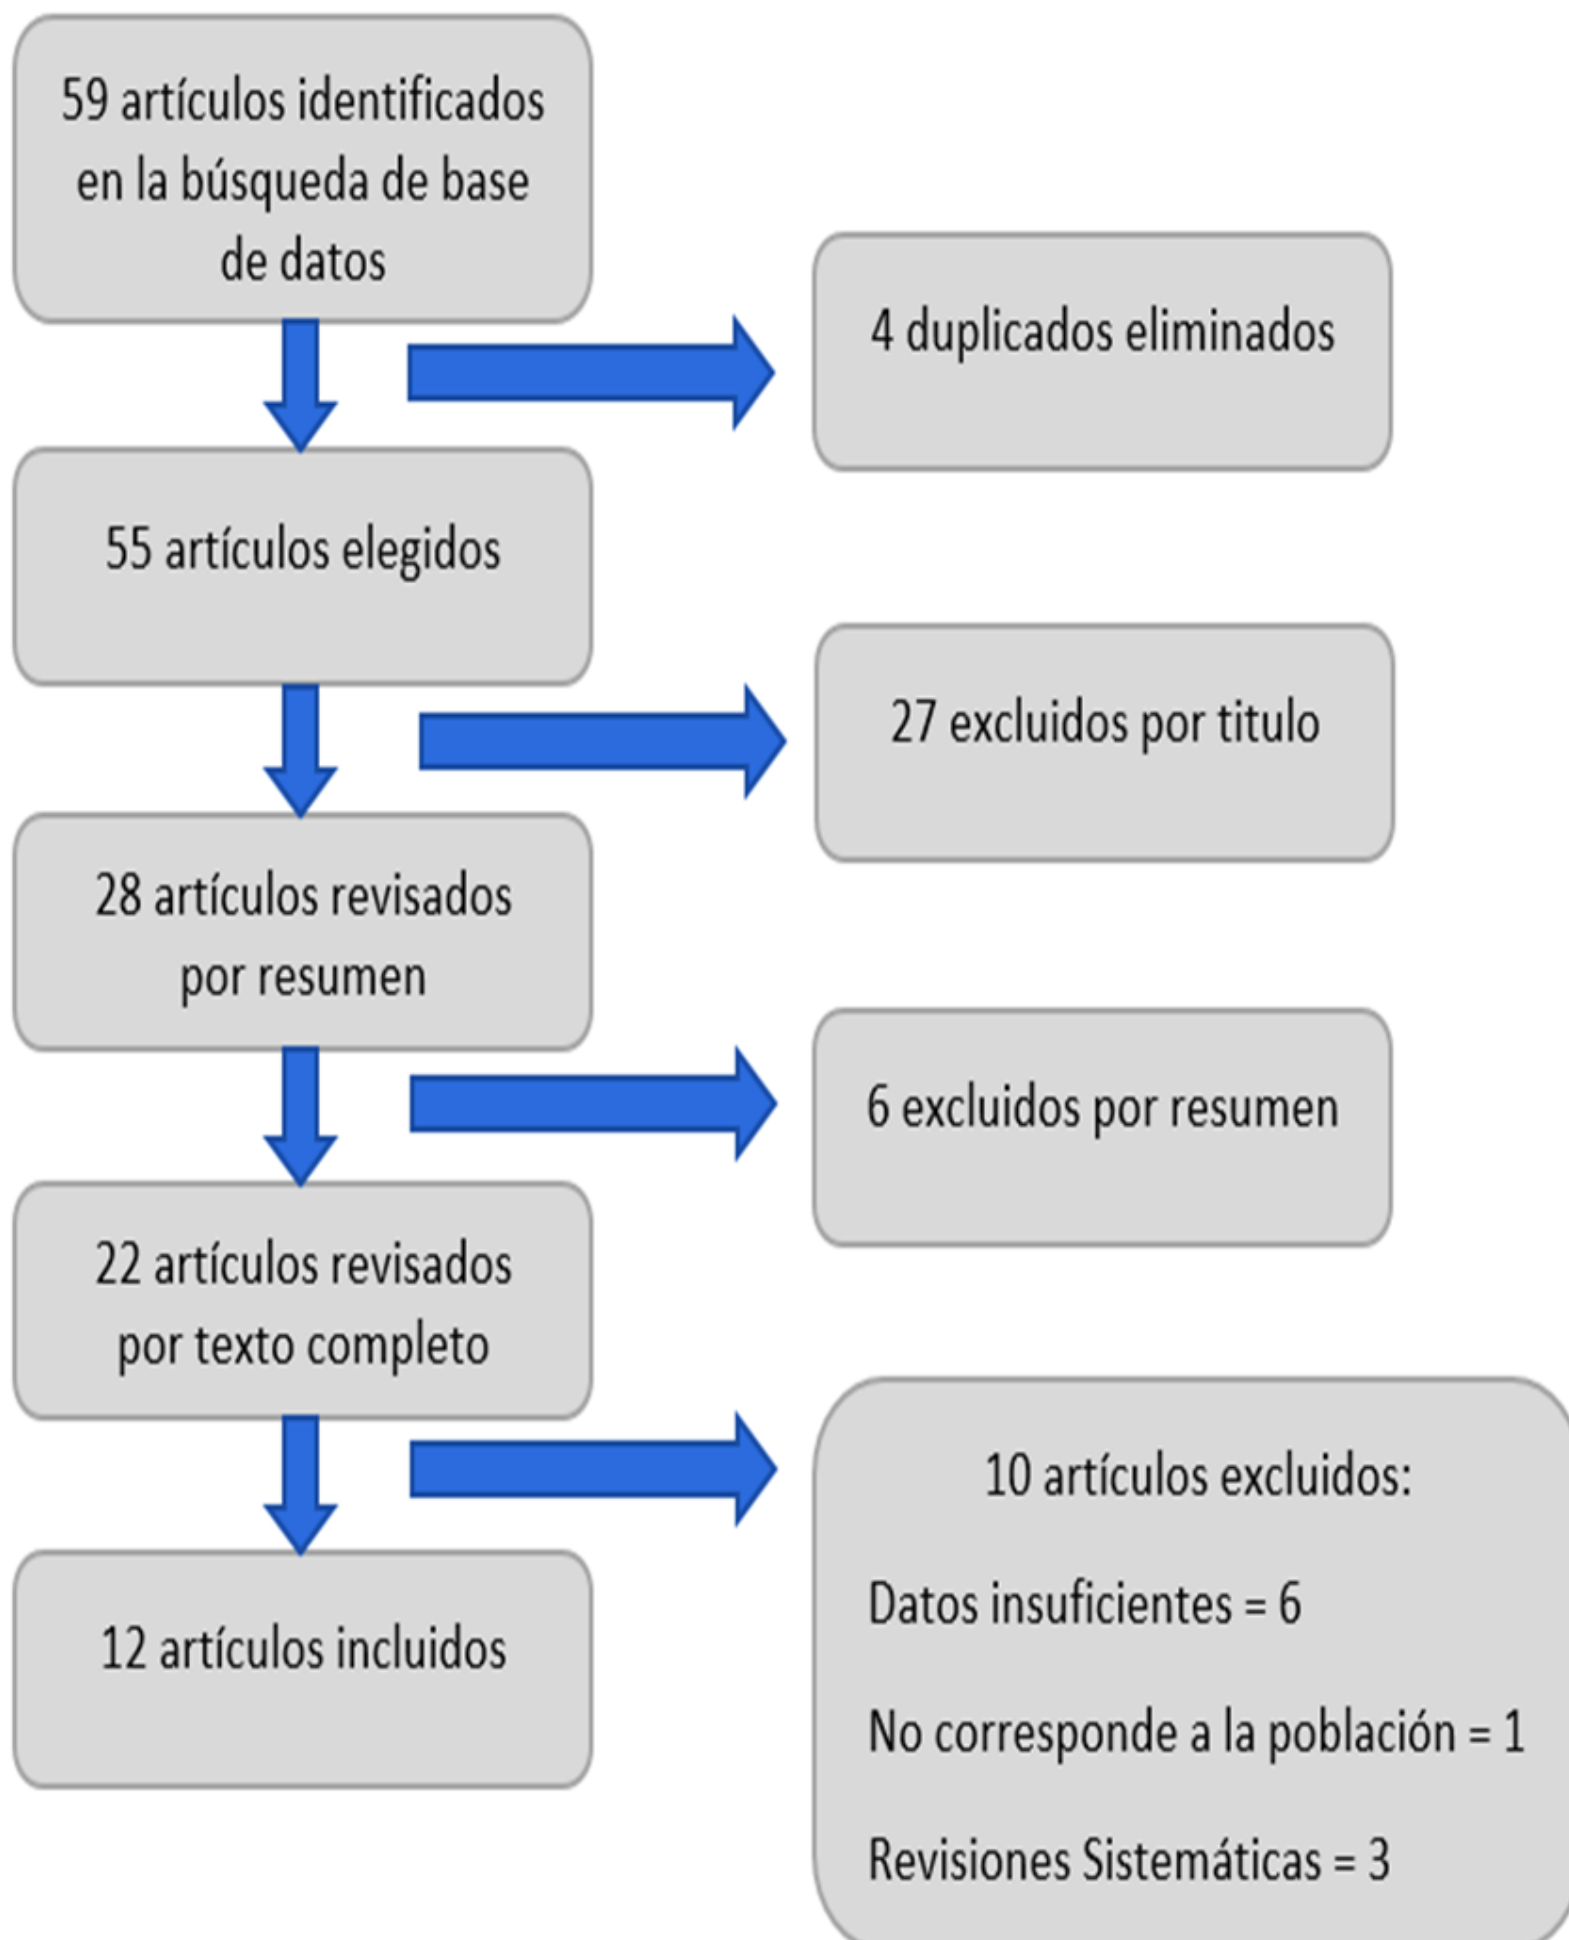 59 artículos identificados
en la búsqueda de base
de datos
4 duplicados eliminados
55 artículos elegidos
27 excluidos por titulo
28 artículos revisados
por resumen
6 excluidos por resumen
22 artículos revisados
por texto completo
10 artículos excluidos:
Datos insuficientes = 6
No corresponde a la población = 1
Revisiones Sistemáticas = 3
12 artículos incluidos